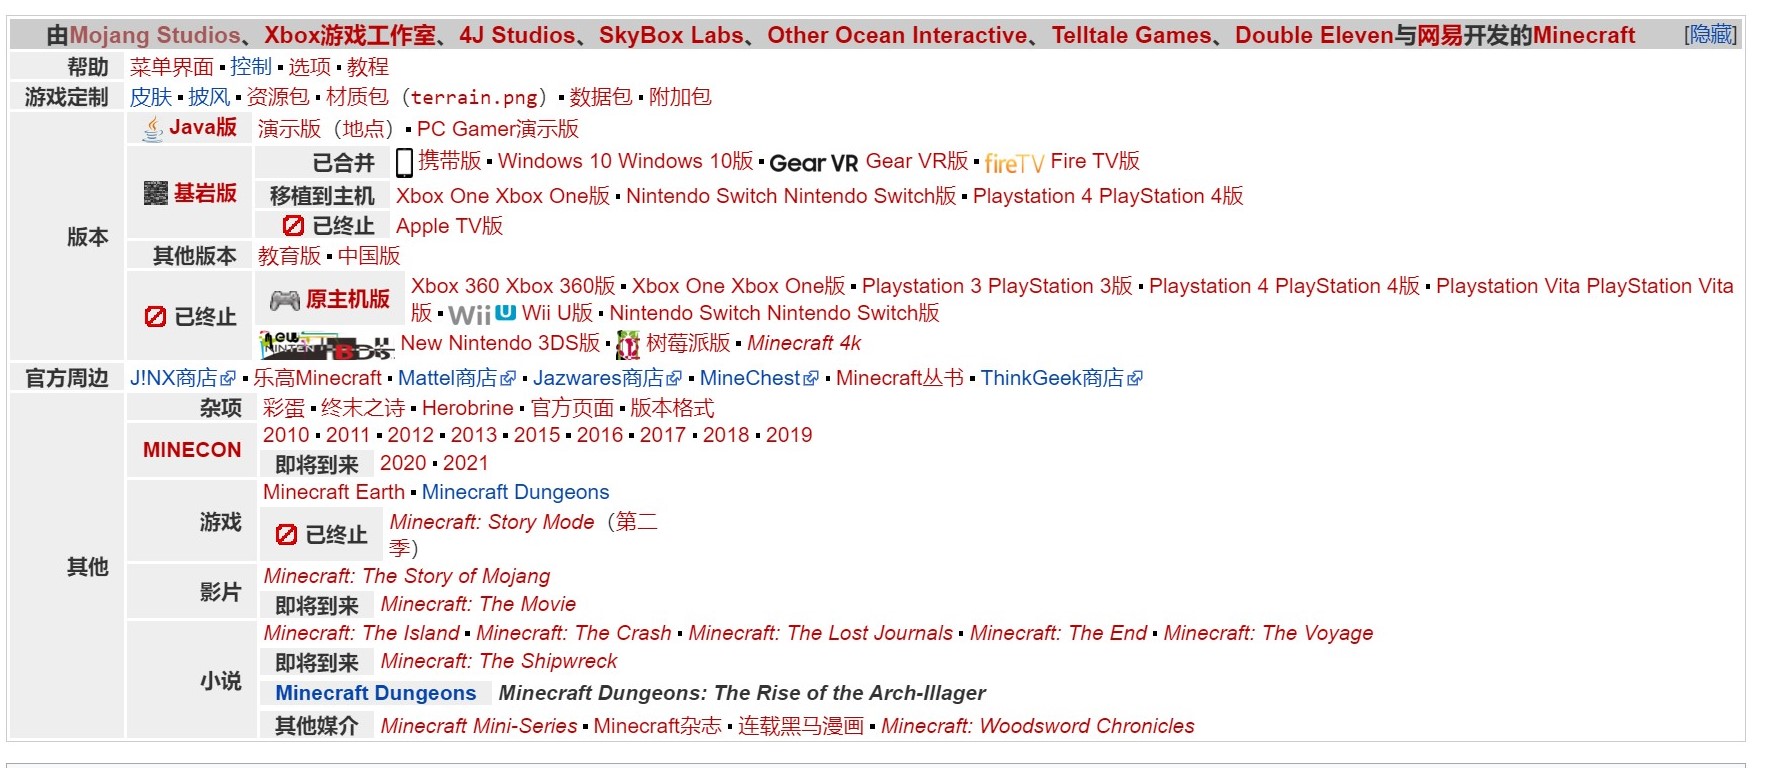 由Mojang Studios、Xbox游戏工作室、4J Studios、SkyBox Labs、Other Ocean Interactive、Telltale Games、Double Eleven与网易开发的Minecraft [隐藏]
帮助 菜单界面 ▪ 控制 ▪ 选项 ▪ 教程
游戏定制 皮肤 ▪ 披风 ▪ 资源包 ▪ 材质包（terrain.png）▪ 数据包 ▪ 附加包
Java版 演示版（地点）▪ PC Gamer演示版
已合并 携带版 ▪ Windows 10 Windows 10版 ▪ Gear VR Gear VR版 ▪ fireTV Fire TV版
基岩版 移植到主机 Xbox One Xbox One版 ▪ Nintendo Switch Nintendo Switch版 ▪ Playstation 4 PlayStation 4版
已终止 Apple TV版
版本
其他版本 教育版 ▪ 中国版
已终止 原主机版 Xbox 360 Xbox 360版 ▪ Xbox One Xbox One版 ▪ Playstation 3 PlayStation 3版 ▪ Playstation 4 PlayStation 4版 ▪ Playstation Vita PlayStation Vita
版 ▪ Wii U Wii U版 ▪ Nintendo Switch Nintendo Switch版
New Nintendo 3DS版 ▪ 树莓派版 ▪ Minecraft 4k
官方周边 J!NX商店 ▪ 乐高Minecraft ▪ Mattel商店 ▪ Jazwares商店 ▪ MineChest ▪ Minecraft丛书 ▪ ThinkGeek商店
杂项 彩蛋 ▪ 终末之诗 ▪ Herobrine ▪ 官方页面 ▪ 版本格式
MINECON 2010 ▪ 2011 ▪ 2012 ▪ 2013 ▪ 2015 ▪ 2016 ▪ 2017 ▪ 2018 ▪ 2019
即将到来 2020 ▪ 2021
游戏 Minecraft Earth ▪ Minecraft Dungeons
已终止 Minecraft: Story Mode（第二
季）
其他
影片 Minecraft: The Story of Mojang
即将到来 Minecraft: The Movie
小说 Minecraft: The Island ▪ Minecraft: The Crash ▪ Minecraft: The Lost Journals ▪ Minecraft: The End ▪ Minecraft: The Voyage
即将到来 Minecraft: The Shipwreck
Minecraft Dungeons Minecraft Dungeons: The Rise of the Arch-Illager
其他媒介 Minecraft Mini-Series ▪ Minecraft杂志 ▪ 连载黑马漫画 ▪ Minecraft: Woodsword Chronicles